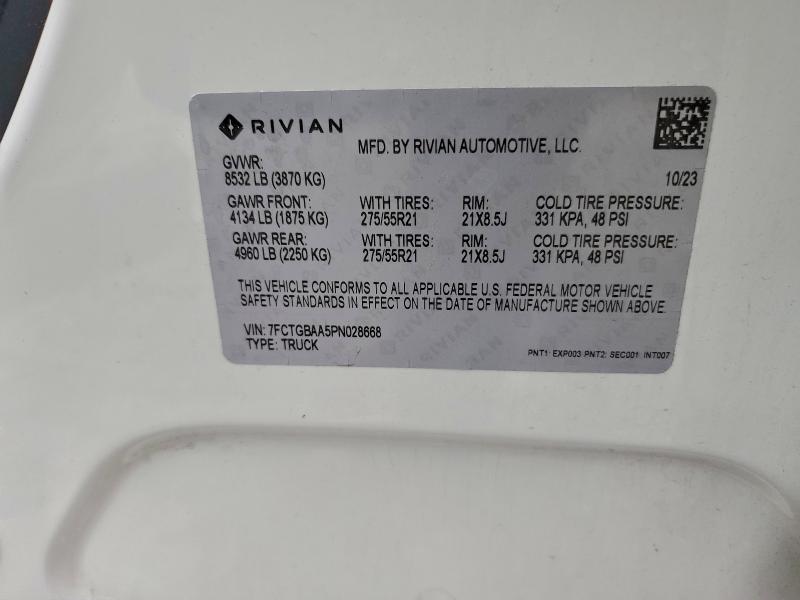 RIVIAN
MFD. BY RIVIAN AUTOMOTIVE, LLC.
GVWR:
8532 LB (3870 KG) 10/23
GAWR FRONT: WITH TIRES: RIM: COLD TIRE PRESSURE:
4134 LB (1875 KG) 275/55R21 21X8.5J 331 KPA, 48 PSI
GAWR REAR: WITH TIRES: RIM: COLD TIRE PRESSURE:
4960 LB (2250 KG) 275/55R21 21X8.5J 331 KPA, 48 PSI
THIS VEHICLE CONFORMS TO ALL APPLICABLE U.S. FEDERAL MOTOR VEHICLE
SAFETY STANDARDS IN EFFECT ON THE DATE OF MANUFACTURE SHOWN ABOVE.
VIN: 7FCTGBAA5PN028668
TYPE: TRUCK
PNT1: EXP003 PNT2: SEC001 INT007